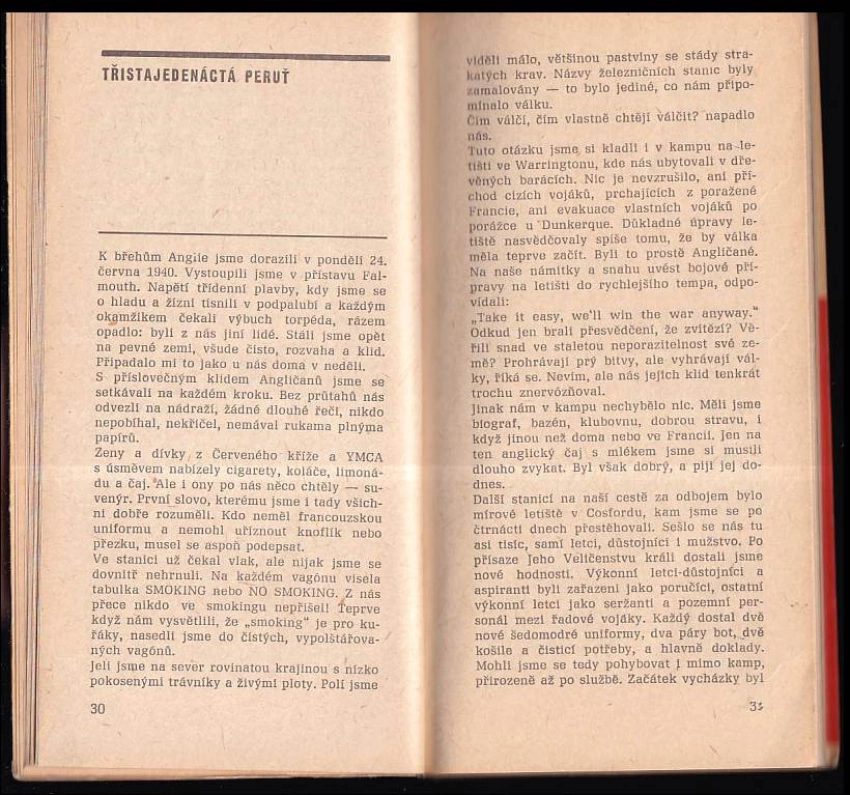 TŘISTAJEDENÁCTÁ PERUŤ
K břehům Anglie jsme dorazili v pondělí 24.
června 1940. Vystoupili jsme v přístavu Fal-
mouth. Napětí třídenní plavby, kdy jsme se
o hladu a žízni tísnili v podpalubí a každým
okamžikem čekali výbuch torpéda, rázem
opadlo: byli z nás jiní lidé. Stáli jsme opět
na pevné zemi, všude čisto, rozvaha a klid.
Připadalo mi to jako u nás doma v neděli.
S příslovečným klidem Angličanů jsme se
setkávali na každém kroku. Bez průtahů nás
odvezli na nádraží, žádné dlouhé řeči, nikdo
nepobíhal, nekřičel, nemával rukama plnýma
papírů.
Ženy a dívky z Červeného kříže a YMCA
s úsměvem nabízely cigarety, koláče, limoná-
du a čaj. Ale i ony po nás něco chtěly — su-
venýr. První slovo, kterému jsme i tady všich-
ni dobře rozuměli. Kdo neměl francouzskou
uniformu a nemohl uříznout knoflík nebo
přezku, musel se aspoň podepsat.
Ve stanici už čekal vlak, ale nijak jsme se
dovnitř nehrnuli. Na každém vagónu visela
tabulka SMOKING nebo NO SMOKING. Z nás
přece nikdo ve smokingu nepřišel! Teprve
když nám vysvětlili, že „smoking" je pro ku-
řáky, nasedli jsme do čistých, vypolštářova-
ných vagónů.
Jeli jsme na sever rovinatou krajinou s nízko
pokosenými trávníky a živými ploty. Polí jsme
30
viděli málo, většinou pastviny se stády stra-
katých krav. Názvy železničních stanic byly
zamalovány — to bylo jediné, co nám připo-
mínalo válku.
Čím válčí, čím vlastně chtějí válčit? napadlo
nás.
Tuto otázku jsme si kladli i v kampu na le-
tišti ve Warringtonu, kde nás ubytovali v dře-
věných barácích. Nic je nevzrušilo, ani pří-
chod cizích vojáků, prchajících z poražené
Francie, ani evakuace vlastních vojáků po
porážce u Dunkerque. Důkladné úpravy le-
tiště nasvědčovaly spíše tomu, že by válka
měla teprve začít. Byli to prostě Angličané.
Na naše námitky a snahu uvést bojové pří-
pravy na letišti do rychlejšího tempa, odpo-
vídali:
„Take it easy, we'll win the war anyway."
Odkud jen brali přesvědčení, že zvítězí? Vě-
řili snad ve staletou neporazitelnost své ze-
mě? Prohrávají prý bitvy, ale vyhrávají vál-
ky, říká se. Nevím, ale nás jejich klid tenkrát
trochu znervózňoval.
Jinak nám v kampu nechybělo nic. Měli jsme
biograf, bazén, klubovnu, dobrou stravu, i
když jinou než doma nebo ve Francii. Jen na
ten anglický čaj s mlékem jsme si musili
dlouho zvykat. Byl však dobrý, a piji jej do-
dnes.
Další stanicí na naší cestě za odbojem bylo
mírové letiště v Cosfordu, kam jsme se po
čtrnácti dnech přestěhovali. Sešlo se nás tu
asi tisíc, samí letci, důstojníci i mužstvo. Po
přísaze Jeho Veličenstvu králi dostali jsme
nové hodnosti. Výkonní letci-důstojníci a
aspiranti byli zařazeni jako poručíci, ostatní
výkonní letci jako seržanti a pozemní per-
sonál mezi řadové vojáky. Každý dostal dvě
nové šedomodré uniformy, dva páry bot, dvě
košile a čisticí potřeby, a hlavně doklady.
Mohli jsme se tedy pohybovat i mimo kamp,
přirozeně až po službě. Začátek vycházky byl
31